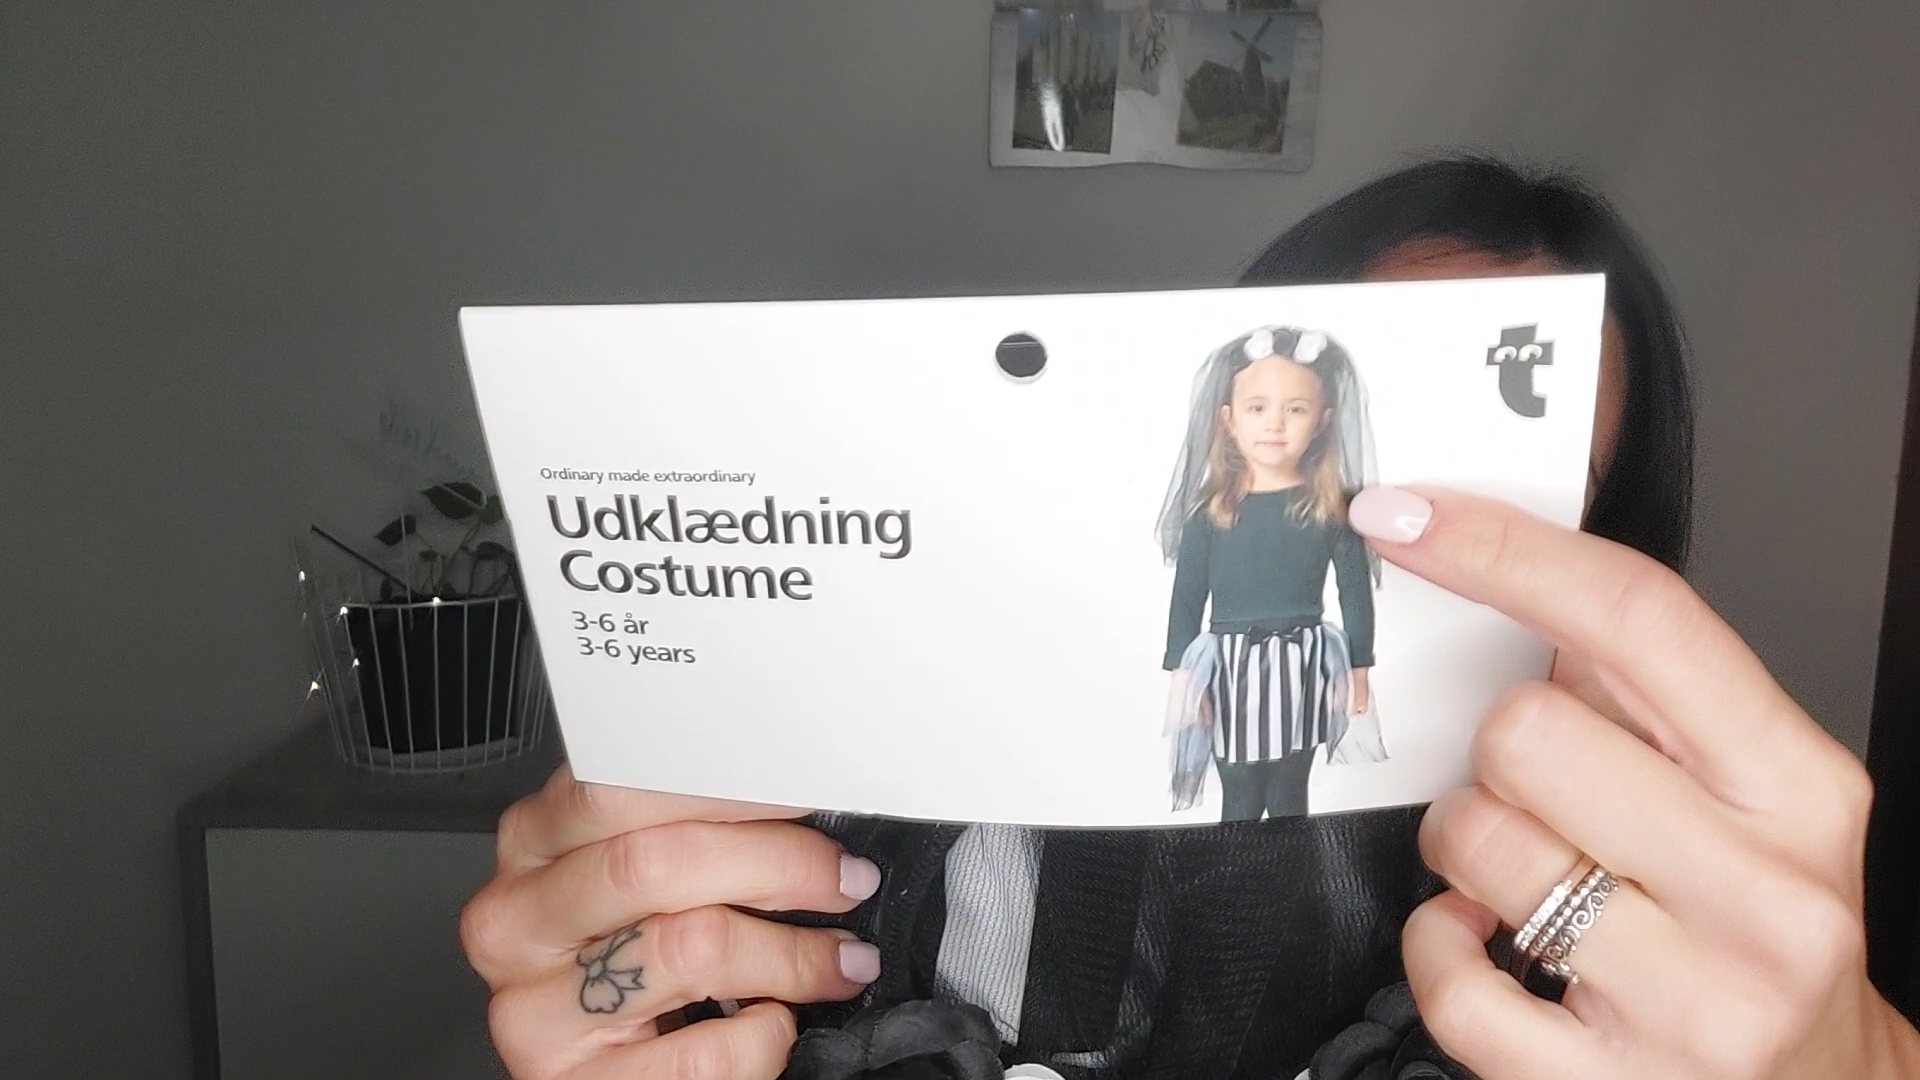 Ordinary made extraordinary
Udklædning
Costume
3-6 år
3-6 years
t